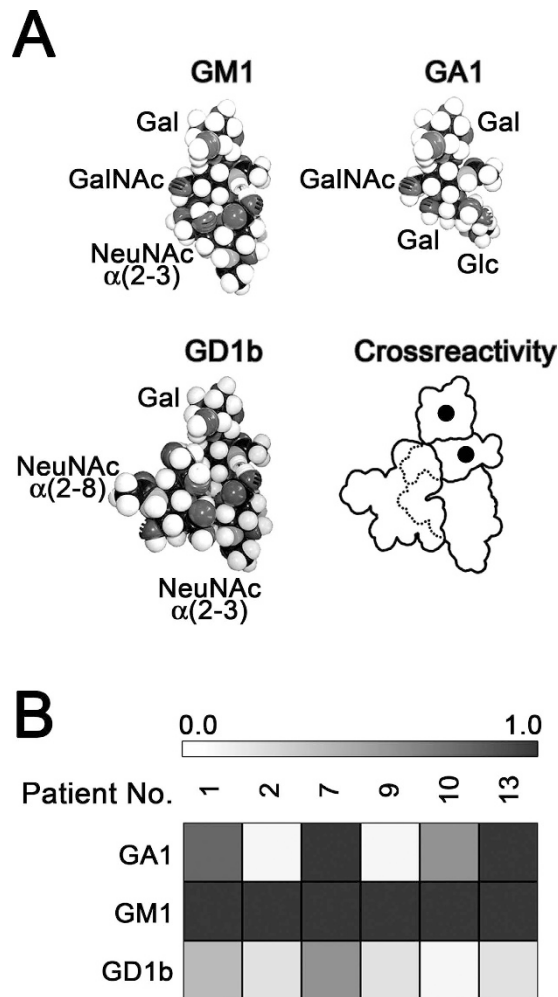 A
GM1
GA1
Gal
Gal
GalNAc
GalNAc
Gal
NeuNAc
α(2-3)
Glc
GD1b
Crossreactivity
Gal
NeuNAc
α(2-8)
NeuNAc
α(2-3)
B
0.0 1.0
Patient No. 1 2 7 9 10 13
GA1
GM1
GD1b